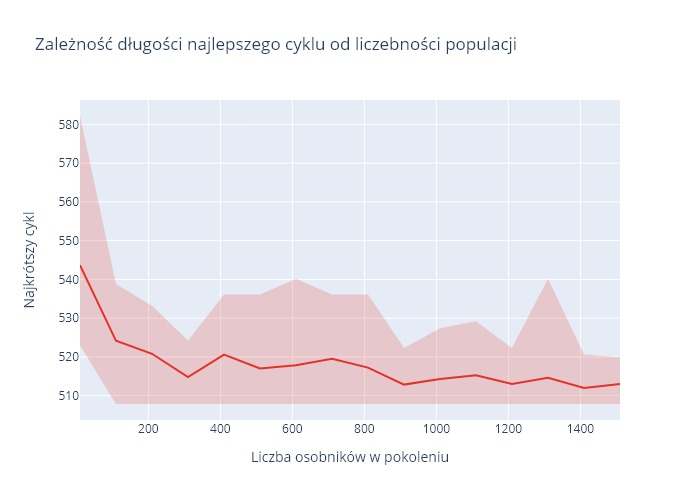 Zależność długości najlepszego cyklu od liczebności populacji
Najkrótszy cykl
580
570
560
550
540
530
520
510
200 400 600 800 1000 1200 1400
Liczba osobników w pokoleniu